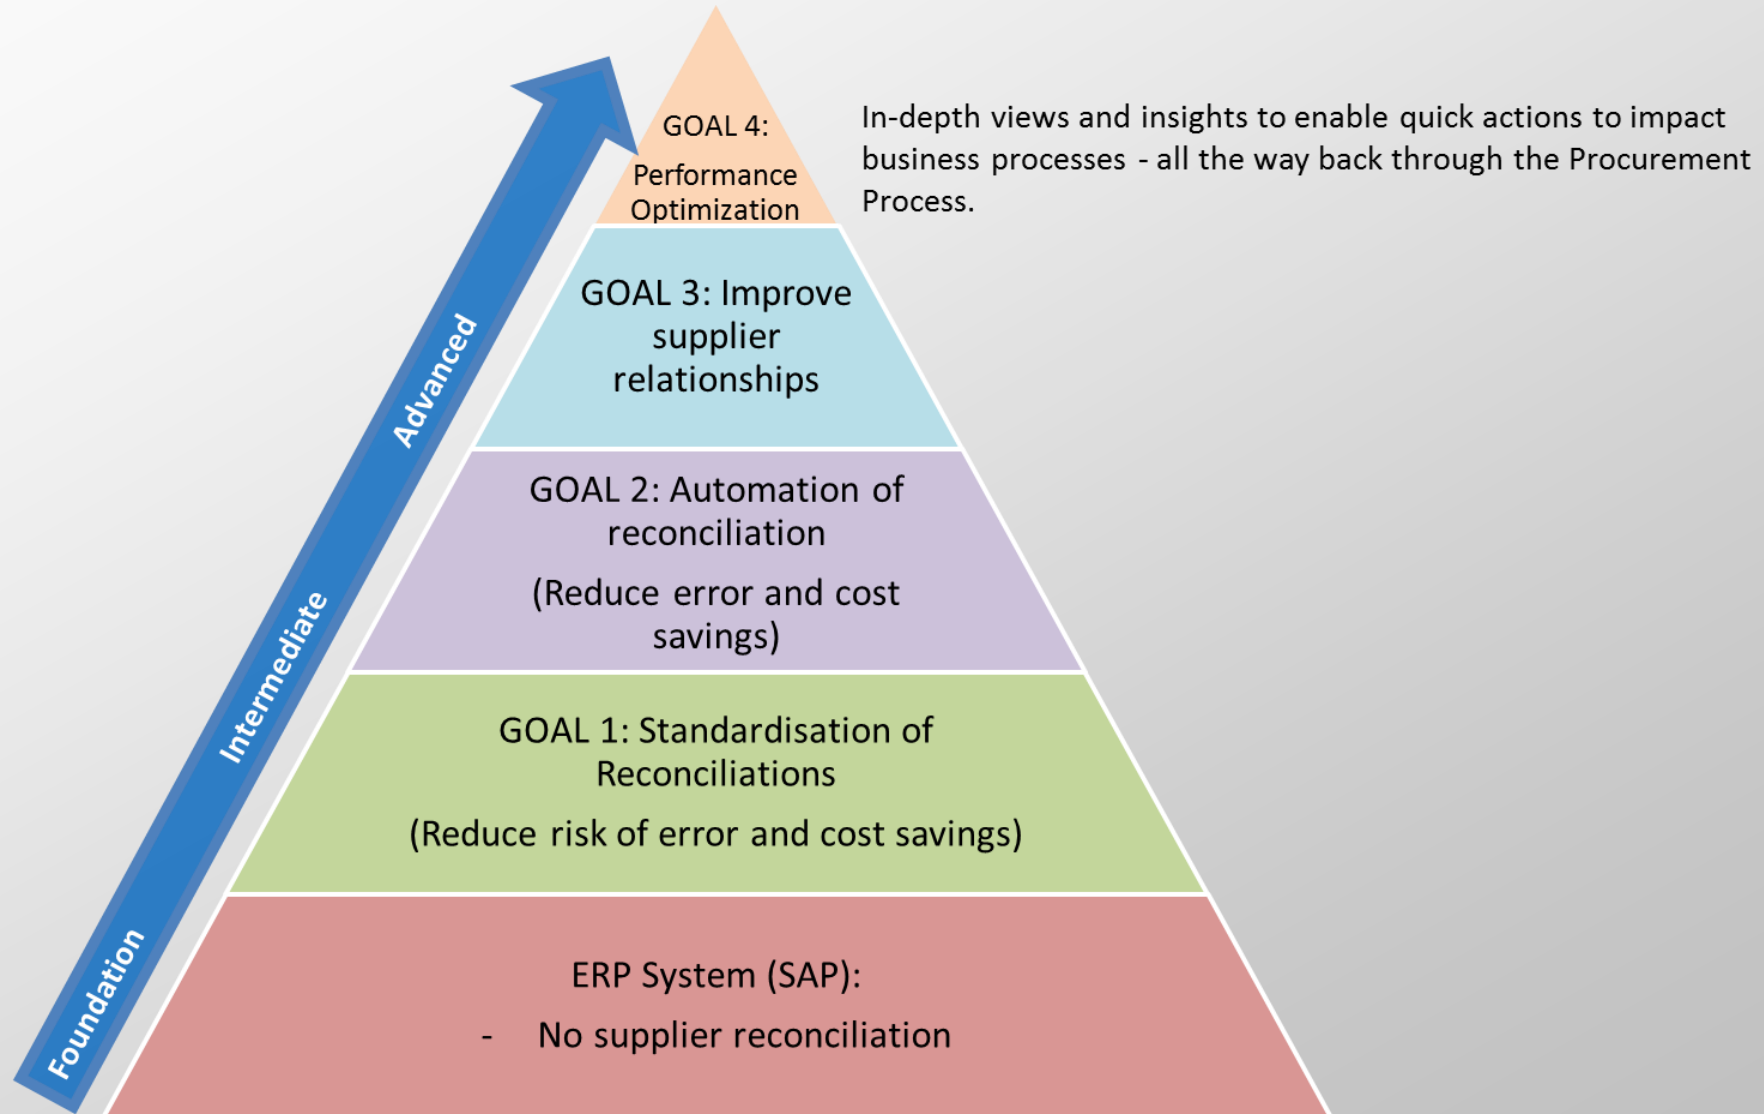 GOAL 4:
Performance
Optimization
In-depth views and insights to enable quick actions to impact
business processes - all the way back through the Procurement
Process.
GOAL 3: Improve
supplier
relationships
GOAL 2: Automation of
reconciliation
(Reduce error and cost
savings)
GOAL 1: Standardisation of
Reconciliations
(Reduce risk of error and cost savings)
ERP System (SAP):
- No supplier reconciliation
Advanced
Intermediate
Foundation